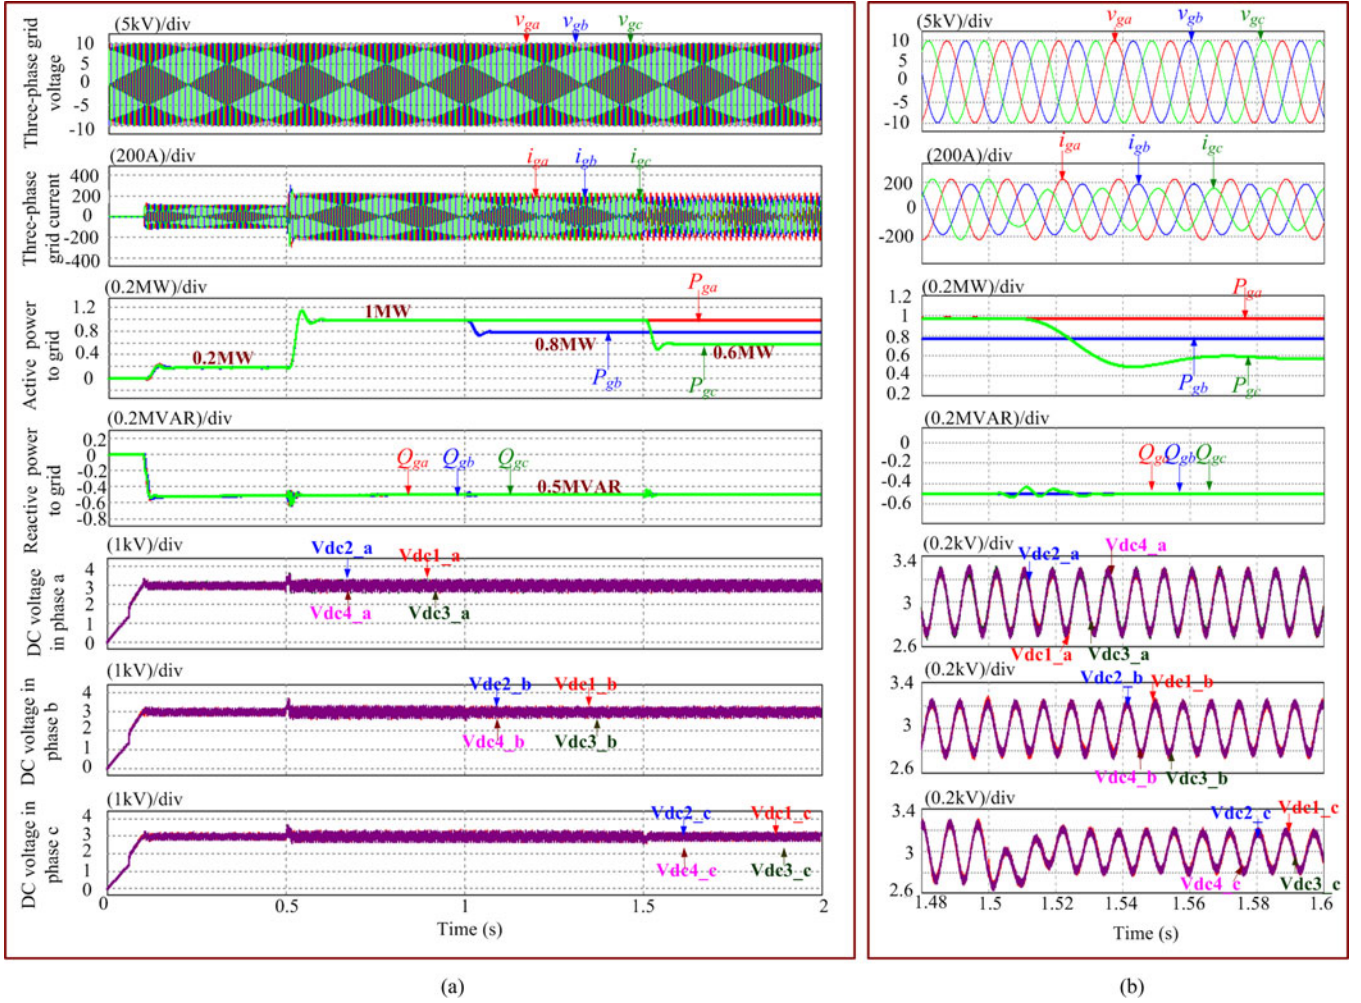 (5kV)/div
v_ga v_gb v_gc
Three-phase grid voltage
10
5
0
-5
-10
(200A)/div
i_ga i_gb i_gc
Three-phase grid current
400
200
0
-200
-400
(0.2MW)/div
P_ga
Active power to grid
1.2
0.8
0.4
0
0.2MW
1MW
0.8MW
0.6MW
P_gb
P_gc
(0.2MVAR)/div
Reactive power to grid
0.2
0
-0.2
-0.4
-0.6
-0.8
Q_ga Q_gb Q_gc
0.5MVAR
(1kV)/div
DC voltage in phase a
4
3
2
1
0
Vdc2_a Vdc1_a
Vdc4_a Vdc3_a
(1kV)/div
DC voltage in phase b
4
3
2
1
0
Vdc2_b Vdc1_b
Vdc4_b Vdc3_b
(1kV)/div
DC voltage in phase c
4
3
2
1
0
Vdc2_c Vdc1_c
Vdc4_c Vdc3_c
0 0.5 1 1.5 2
Time (s)
(a)
(5kV)/div
v_ga v_gb v_gc
10
5
0
-5
-10
(200A)/div
i_ga i_gb i_gc
200
0
-200
(0.2MW)/div
P_ga
1.2
1
0.8
0.6
0.4
0.2
P_gb P_gc
(0.2MVAR)/div
0
-0.2
-0.4
-0.6
Q_ga Q_gb Q_gc
(0.2kV)/div
3.4
3
2.6
Vdc2_a Vdc4_a
Vdc1_a Vdc3_a
(0.2kV)/div
3.4
3
2.6
Vdc2_b Vdc1_b
Vdc4_b Vdc3_b
(0.2kV)/div
3.4
3
2.6
Vdc2_c Vdc1_c
Vdc4_c Vdc3_c
1.48 1.5 1.52 1.54 1.56 1.58 1.6
Time (s)
(b)